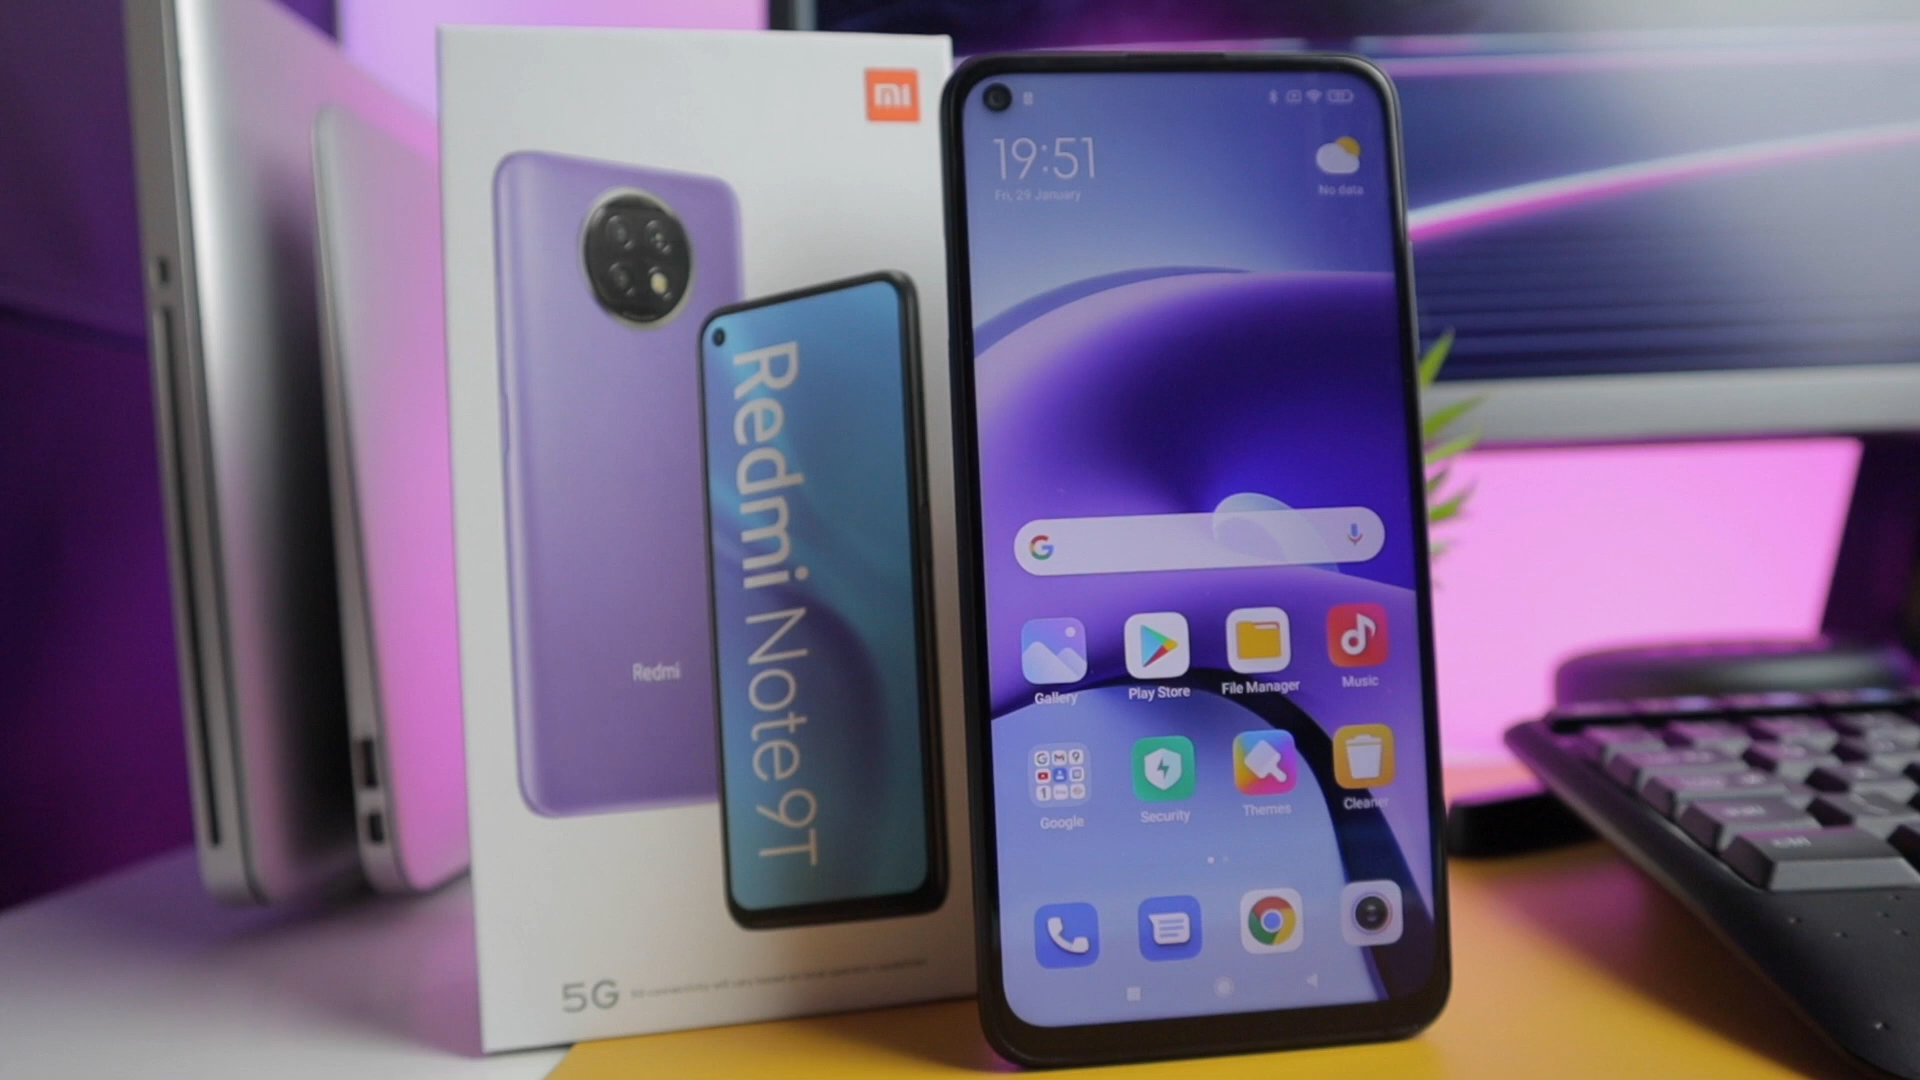 mi
Redmi
Redmi Note 9T
5G
19:51
Fri, 29 January
No data
G
Gallery
Play Store
File Manager
Music
Google
Security
Themes
Cleaner
ctrl